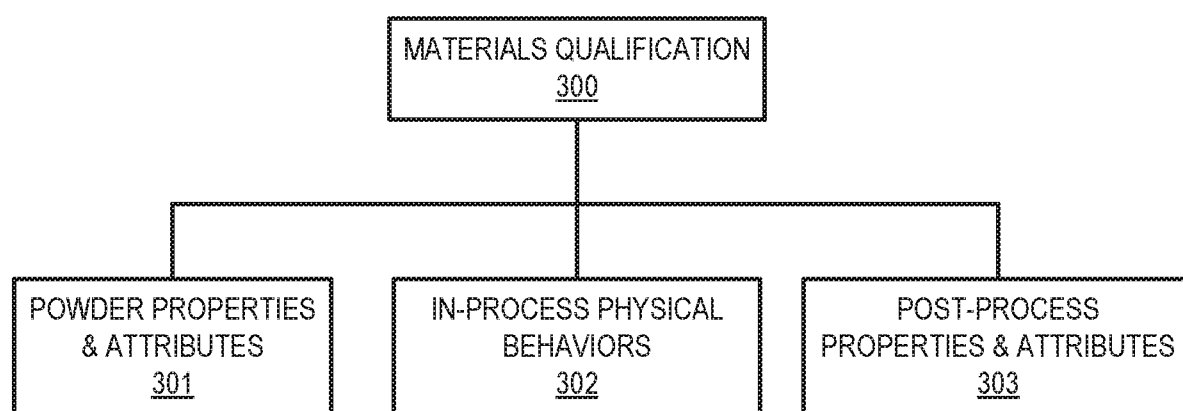 MATERIALS QUALIFICATION
300
POWDER PROPERTIES
& ATTRIBUTES
301
IN-PROCESS PHYSICAL
BEHAVIORS
302
POST-PROCESS
PROPERTIES & ATTRIBUTES
303